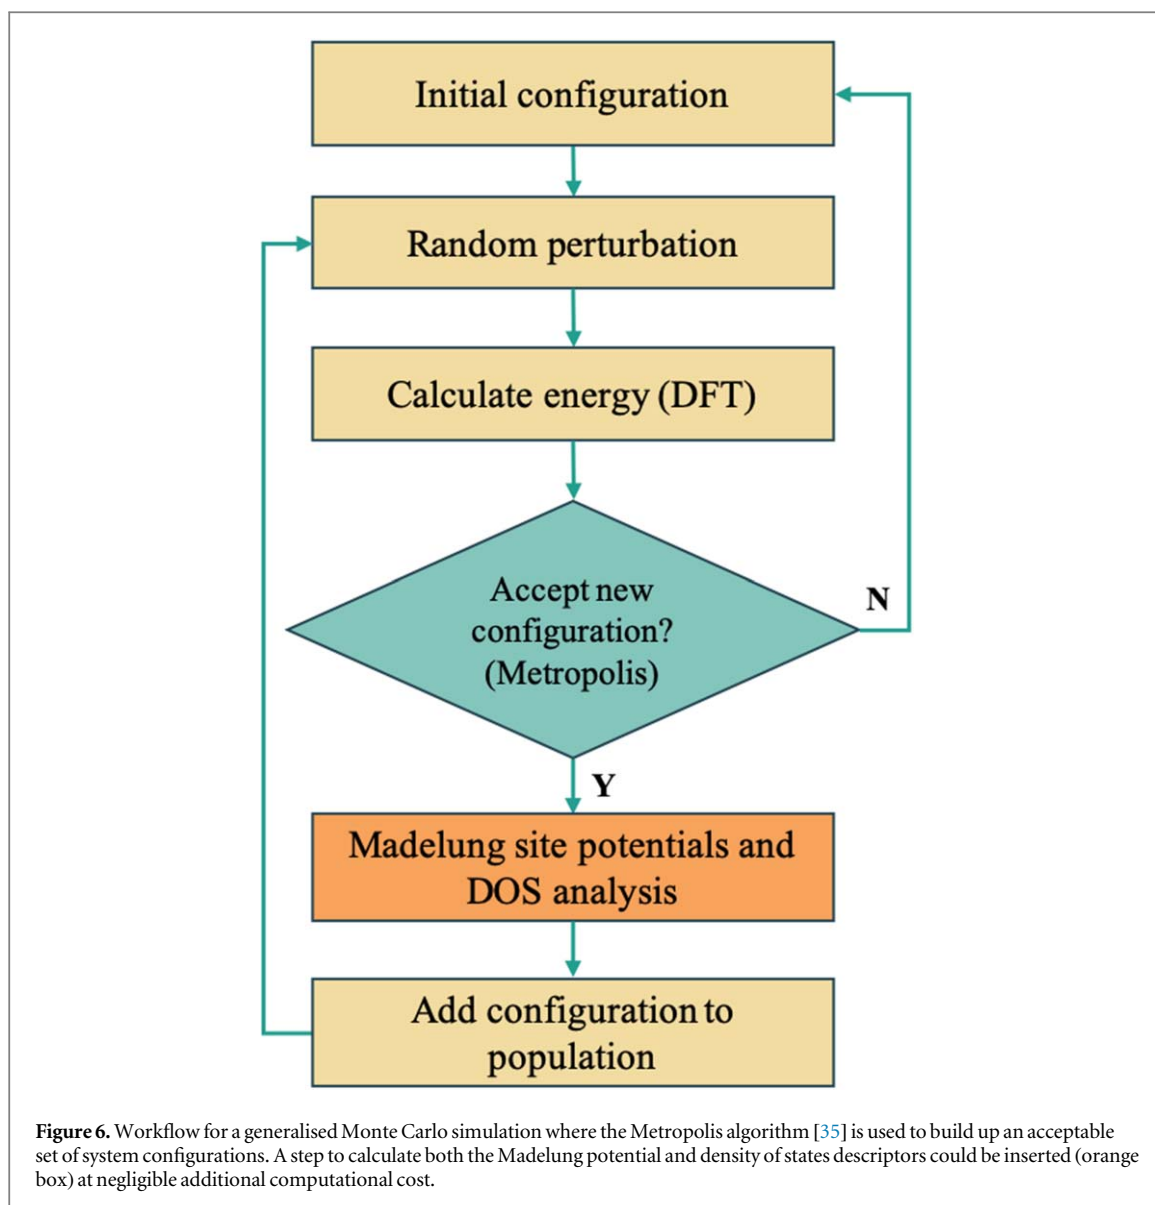 Initial configuration
Random perturbation
Calculate energy (DFT)
Accept new
configuration?
(Metropolis)
N
Y
Madelung site potentials and
DOS analysis
Add configuration to
population
Figure 6. Workflow for a generalised Monte Carlo simulation where the Metropolis algorithm [35] is used to build up an acceptable
set of system configurations. A step to calculate both the Madelung potential and density of states descriptors could be inserted (orange
box) at negligible additional computational cost.